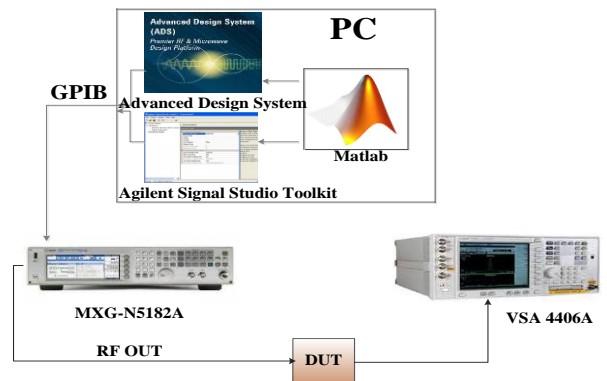 Advanced Design System
(ADS)
Premier RF & Microwave
Design Platform
PC
GPIB
Advanced Design System
Matlab
Agilent Signal Studio Toolkit
MXG-N5182A
VSA 4406A
RF OUT
DUT